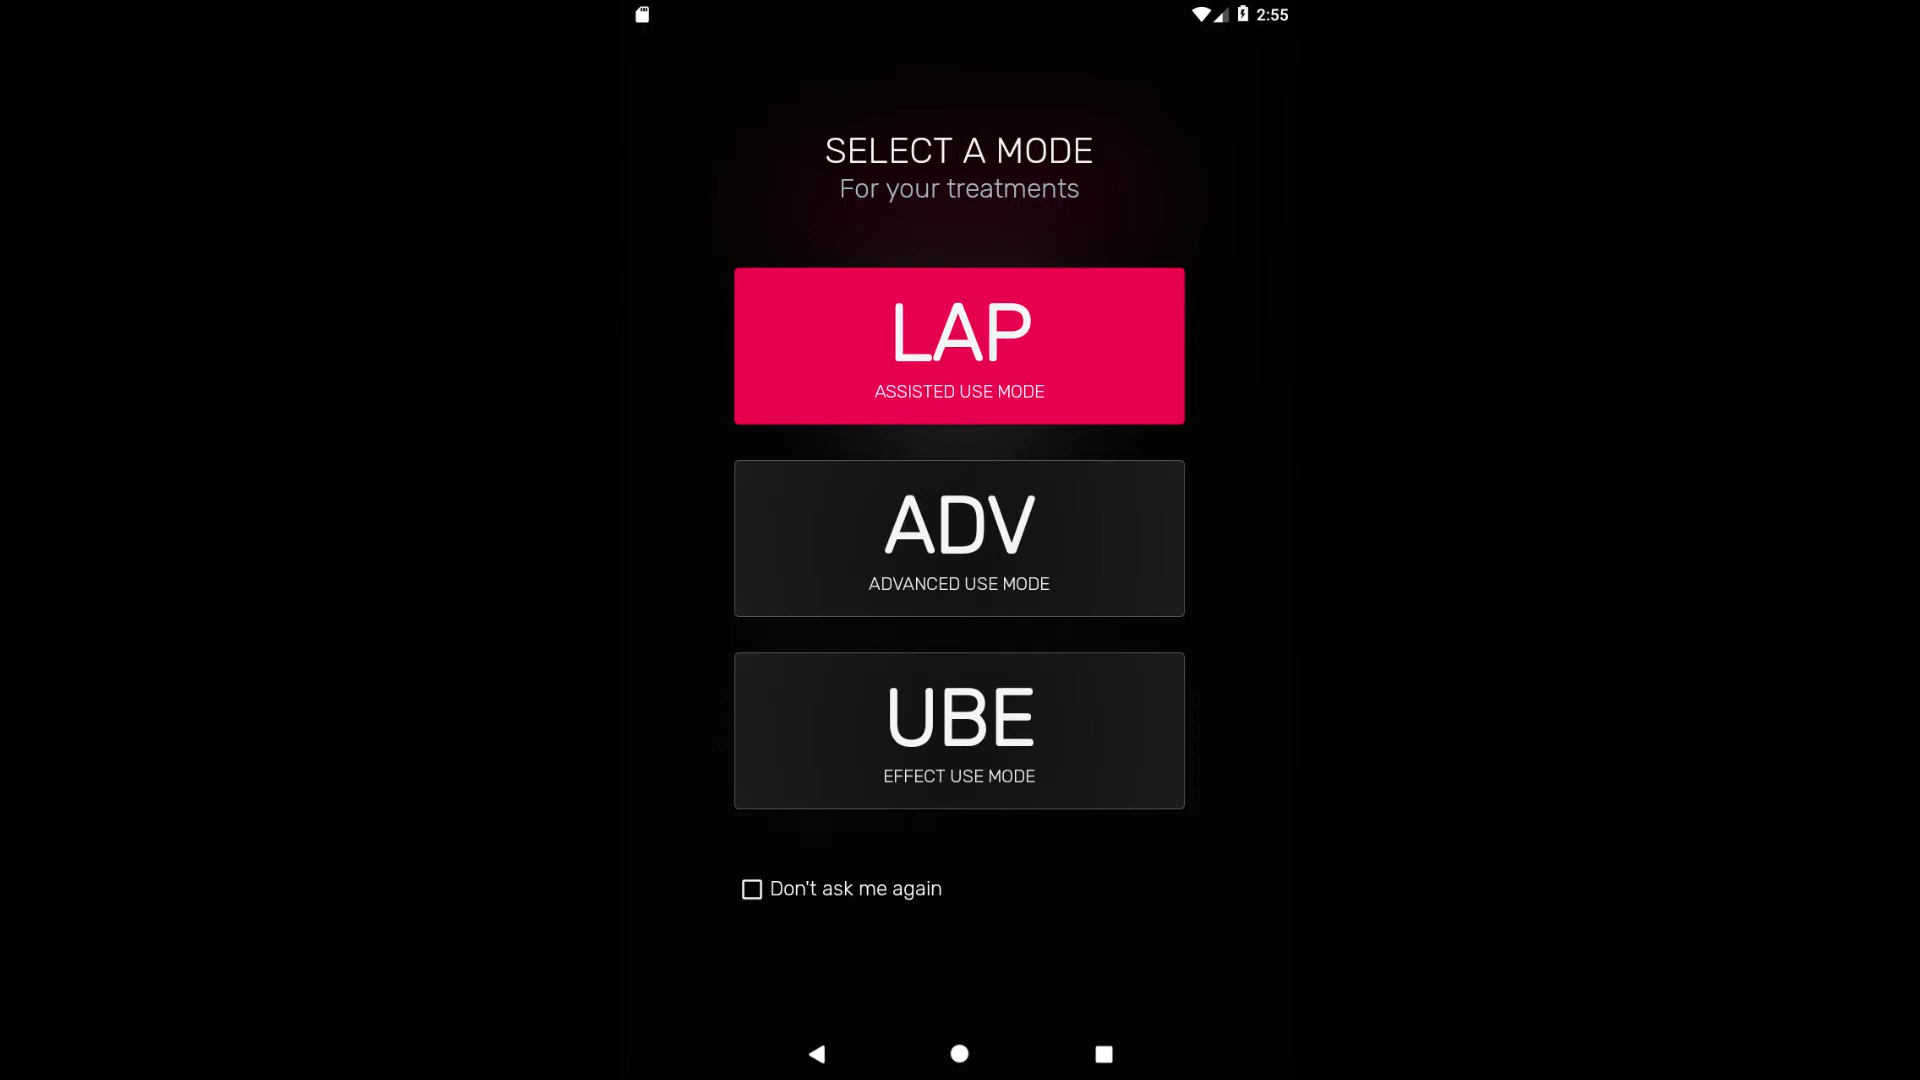 2:55
SELECT A MODE
For your treatments
LAP
ASSISTED USE MODE
ADV
ADVANCED USE MODE
UBE
EFFECT USE MODE
Don't ask me again